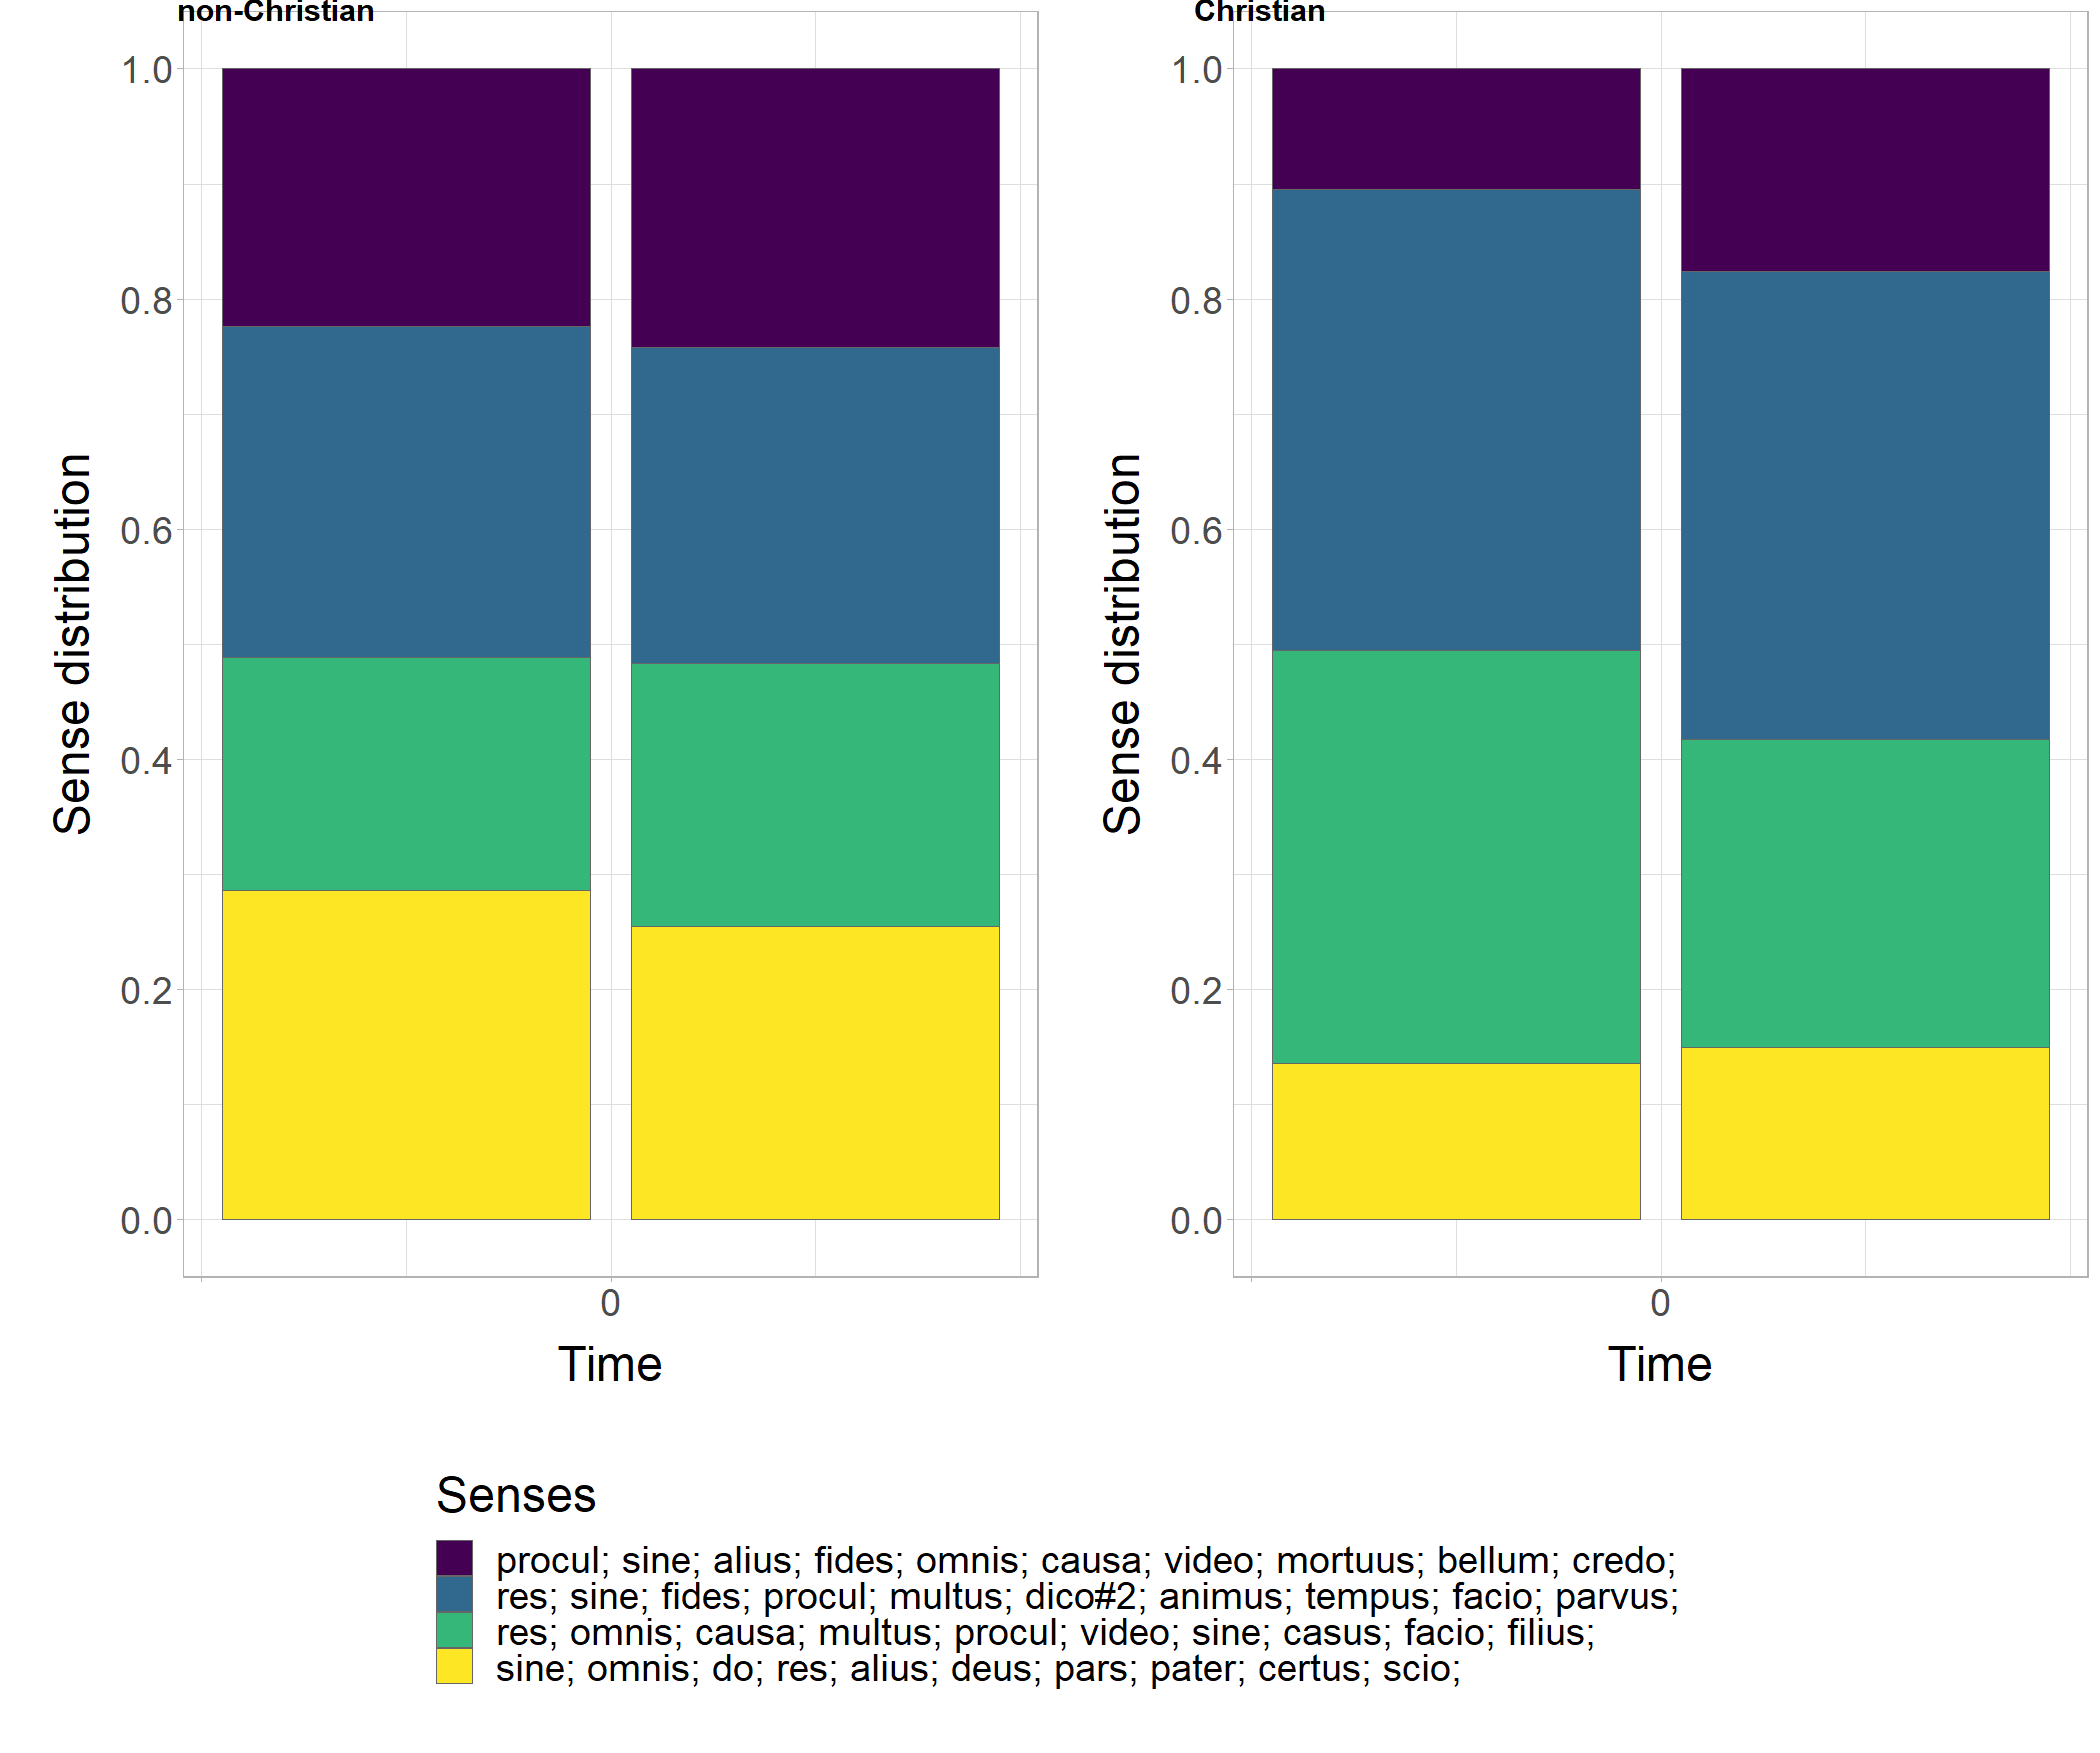 non-Christian
Christian
1.0
0.8
0.6
0.4
0.2
0.0
Sense distribution
0
Time
1.0
0.8
0.6
0.4
0.2
0.0
Sense distribution
0
Time
Senses
procul; sine; alius; fides; omnis; causa; video; mortuus; bellum; credo;
res; sine; fides; procul; multus; dico#2; animus; tempus; facio; parvus;
res; omnis; causa; multus; procul; video; sine; casus; facio; filius;
sine; omnis; do; res; alius; deus; pars; pater; certus; scio;